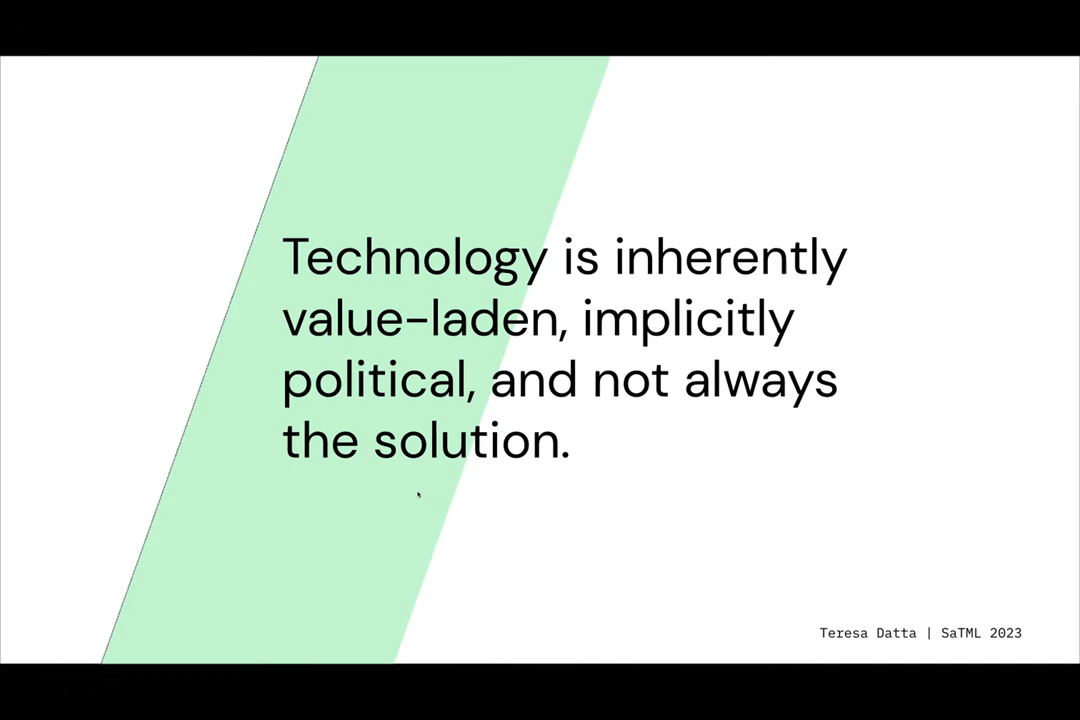 Technology is inherently
value-laden, implicitly
political, and not always
the solution.
Teresa Datta | SaTML 2023